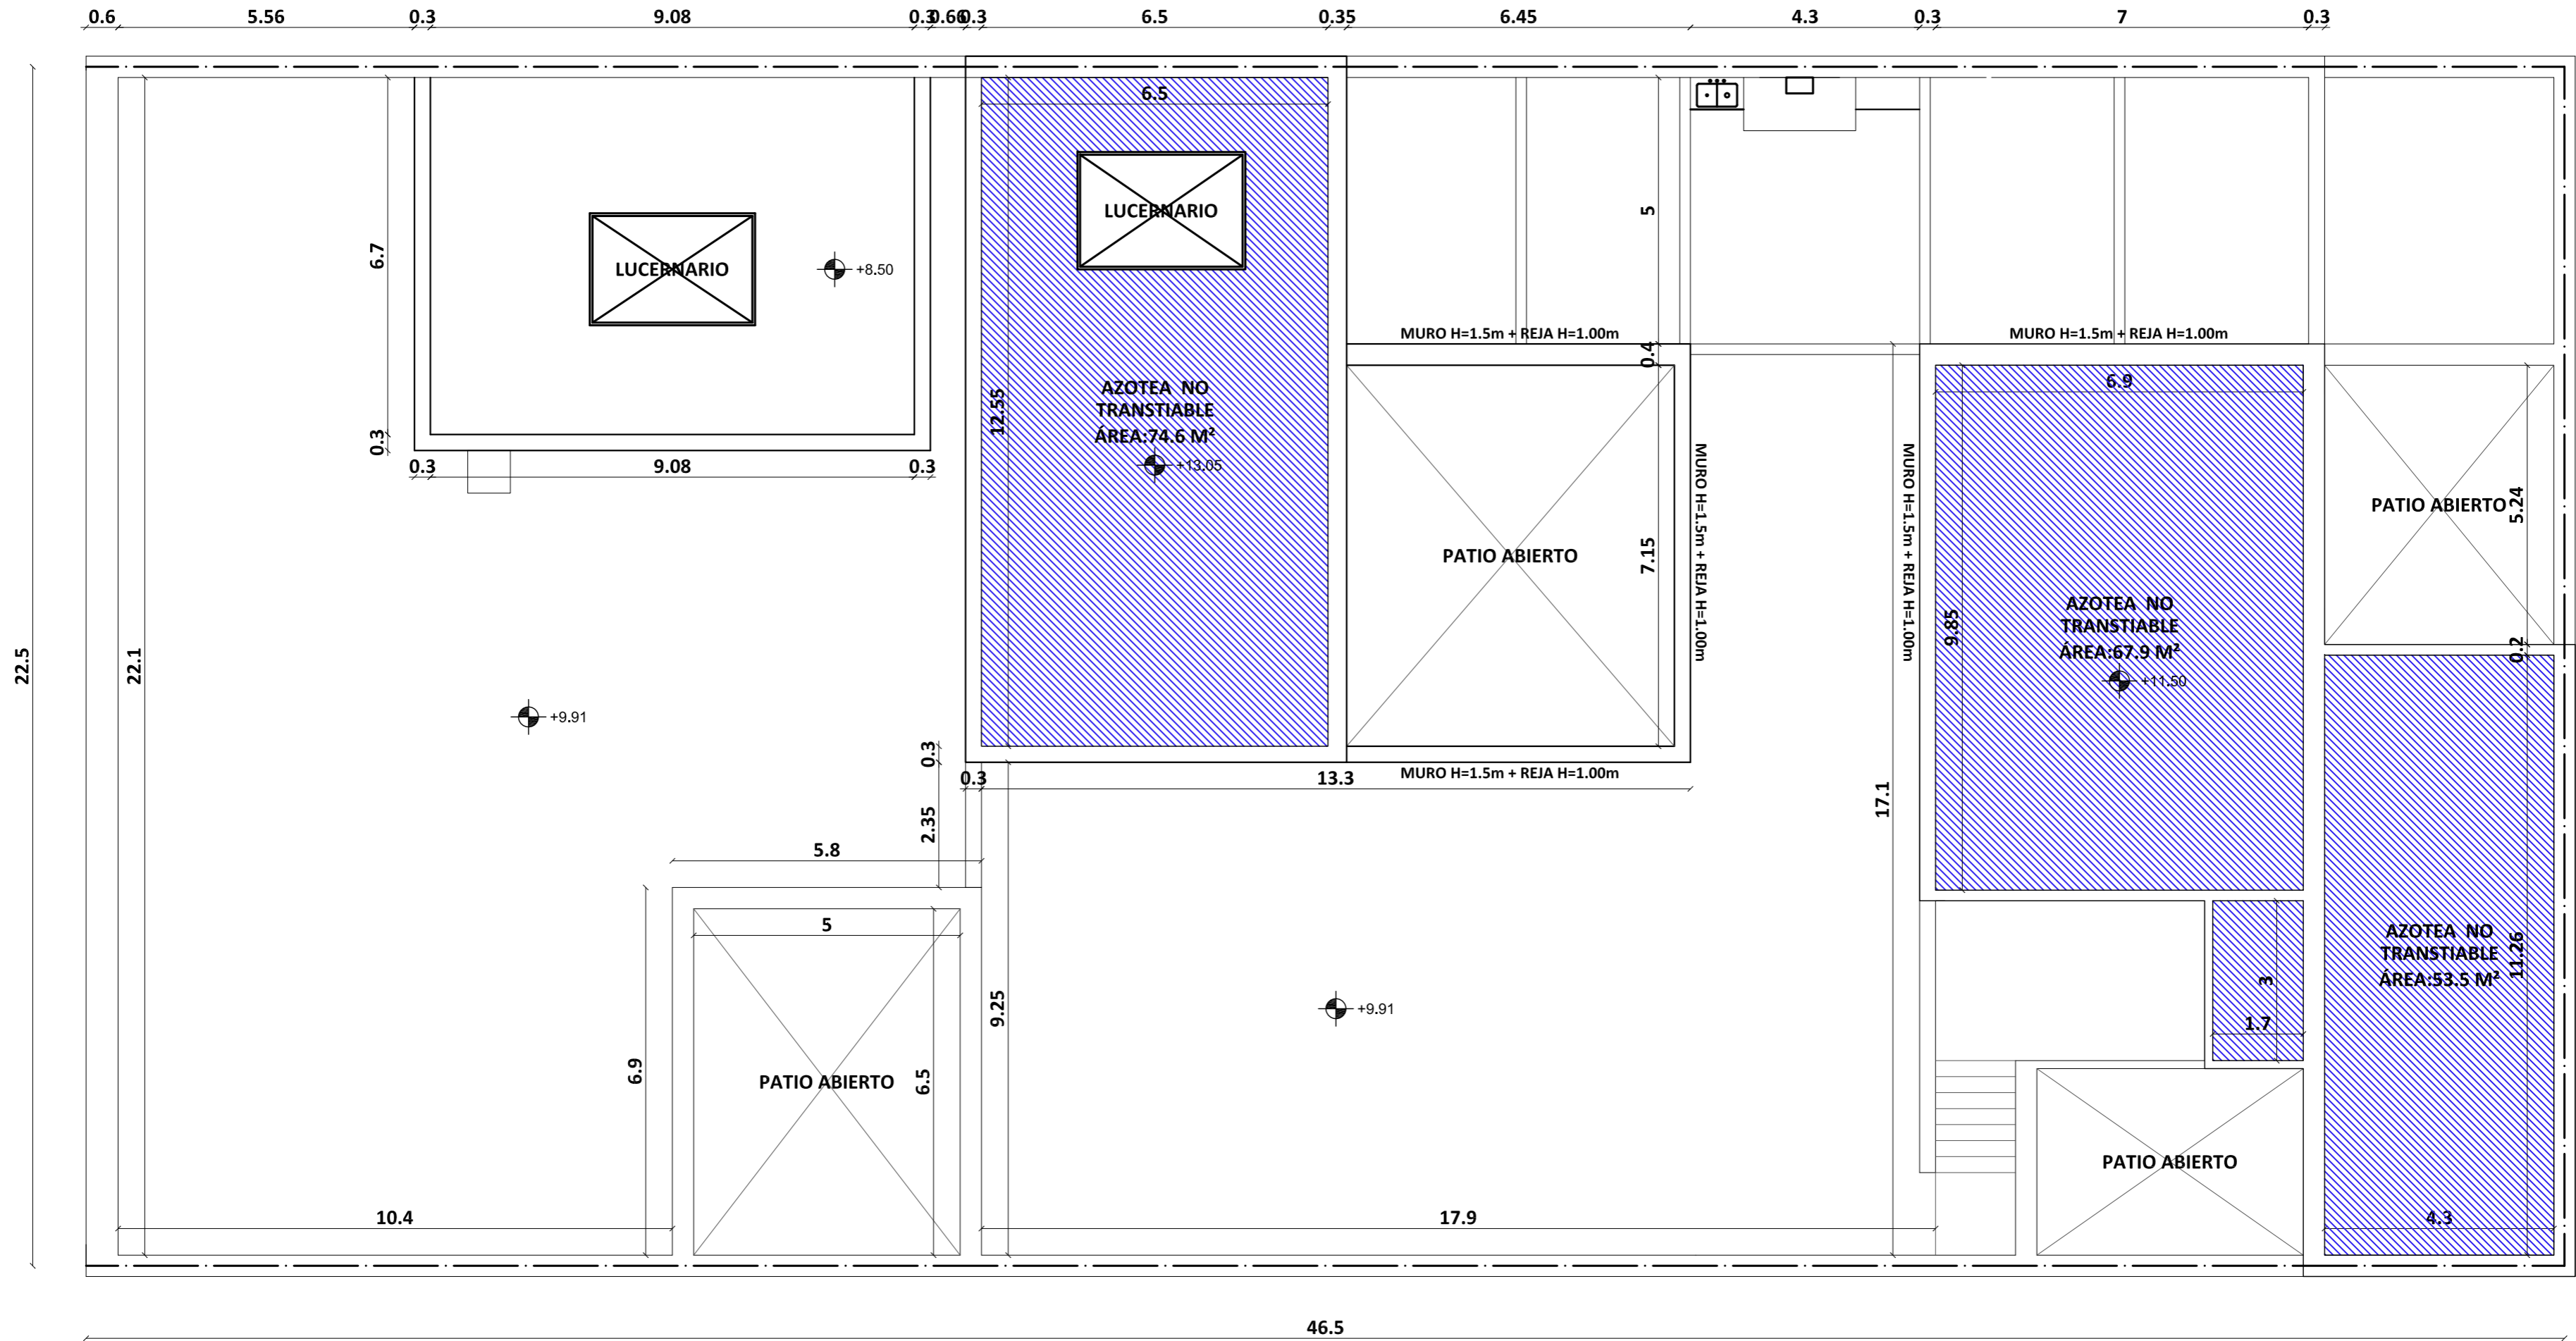 0.6
5.56
0.3
9.08
0.3
0.66
0.3
6.5
0.35
6.45
4.3
0.3
7
0.3
6.5
LUCERNARIO
LUCERNARIO
6.7
+8.50
5
MURO H=1.5m + REJA H=1.00m
MURO H=1.5m + REJA H=1.00m
0.4
6.9
AZOTEA NO
TRANSTIABLE
ÁREA:74.6 M²
12.55
+13.05
0.3
0.3
9.08
0.3
PATIO ABIERTO
7.15
MURO H=1.5m + REJA H=1.00m
MURO H=1.5m + REJA H=1.00m
PATIO ABIERTO
5.24
AZOTEA NO
TRANSTIABLE
ÁREA:67.9 M²
9.85
+11.50
0.2
22.5
22.1
+9.91
0.3
0.3
13.3
MURO H=1.5m + REJA H=1.00m
2.35
17.1
5.8
5
AZOTEA NO
TRANSTIABLE
ÁREA:53.5 M²
11.26
3
1.7
9.25
+9.91
6.9
PATIO ABIERTO
6.5
PATIO ABIERTO
10.4
17.9
4.3
46.5